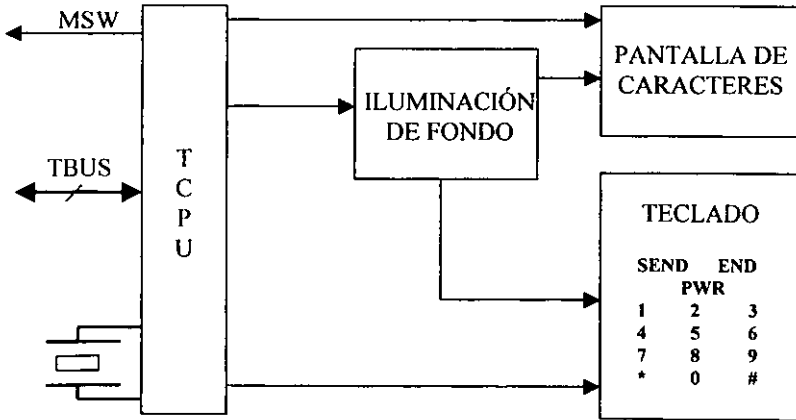 MSW
TBUS
T
C
P
U
ILUMINACIÓN
DE FONDO
PANTALLA DE
CARACTERES
TECLADO
SEND END
PWR
1 2 3
4 5 6
7 8 9
* 0 #